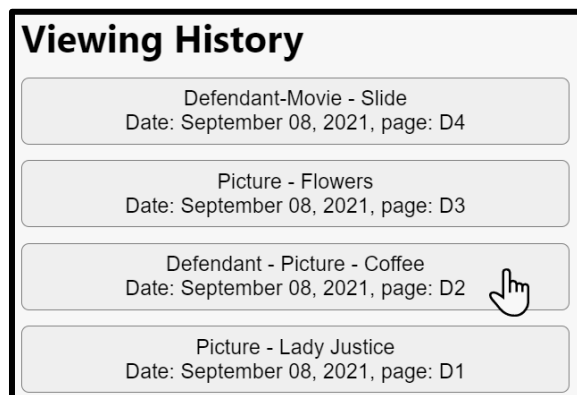 Viewing History
Defendant-Movie - Slide
Date: September 08, 2021, page: D4
Picture - Flowers
Date: September 08, 2021, page: D3
Defendant - Picture - Coffee
Date: September 08, 2021, page: D2
Picture - Lady Justice
Date: September 08, 2021, page: D1